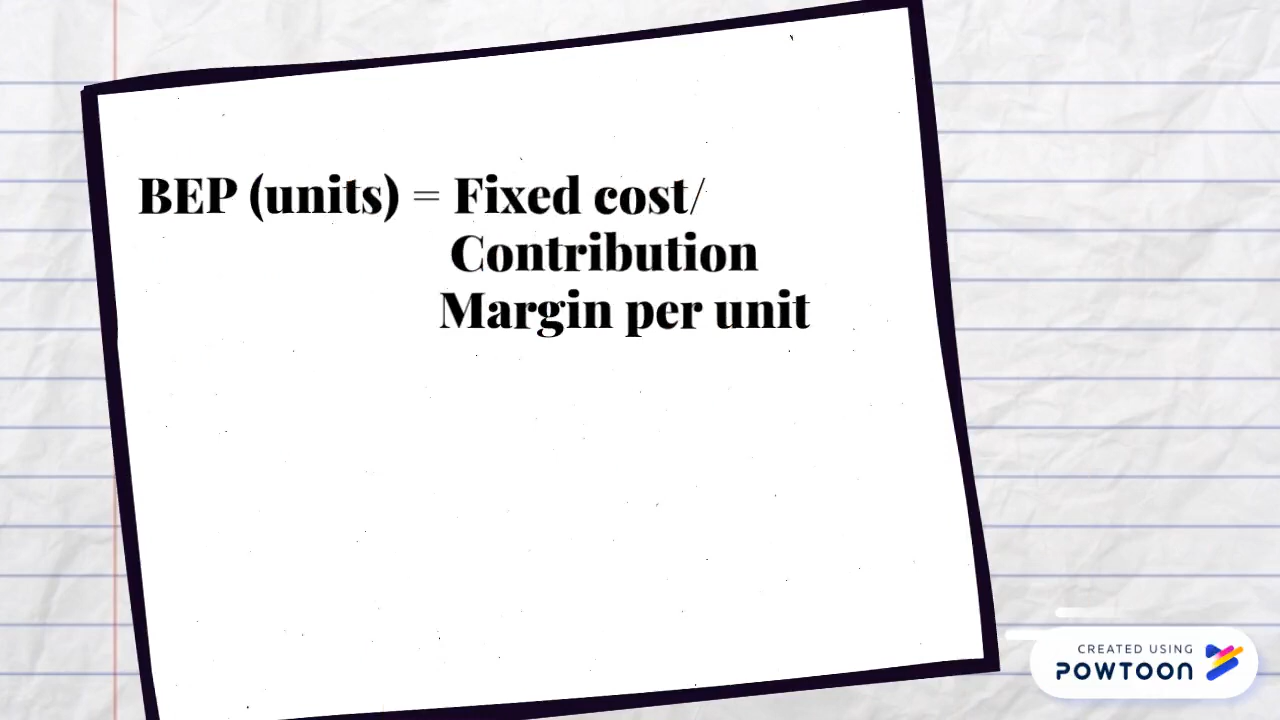 BEP (units) = Fixed cost/
Contribution
Margin per unit
CREATED USING
POWTOON